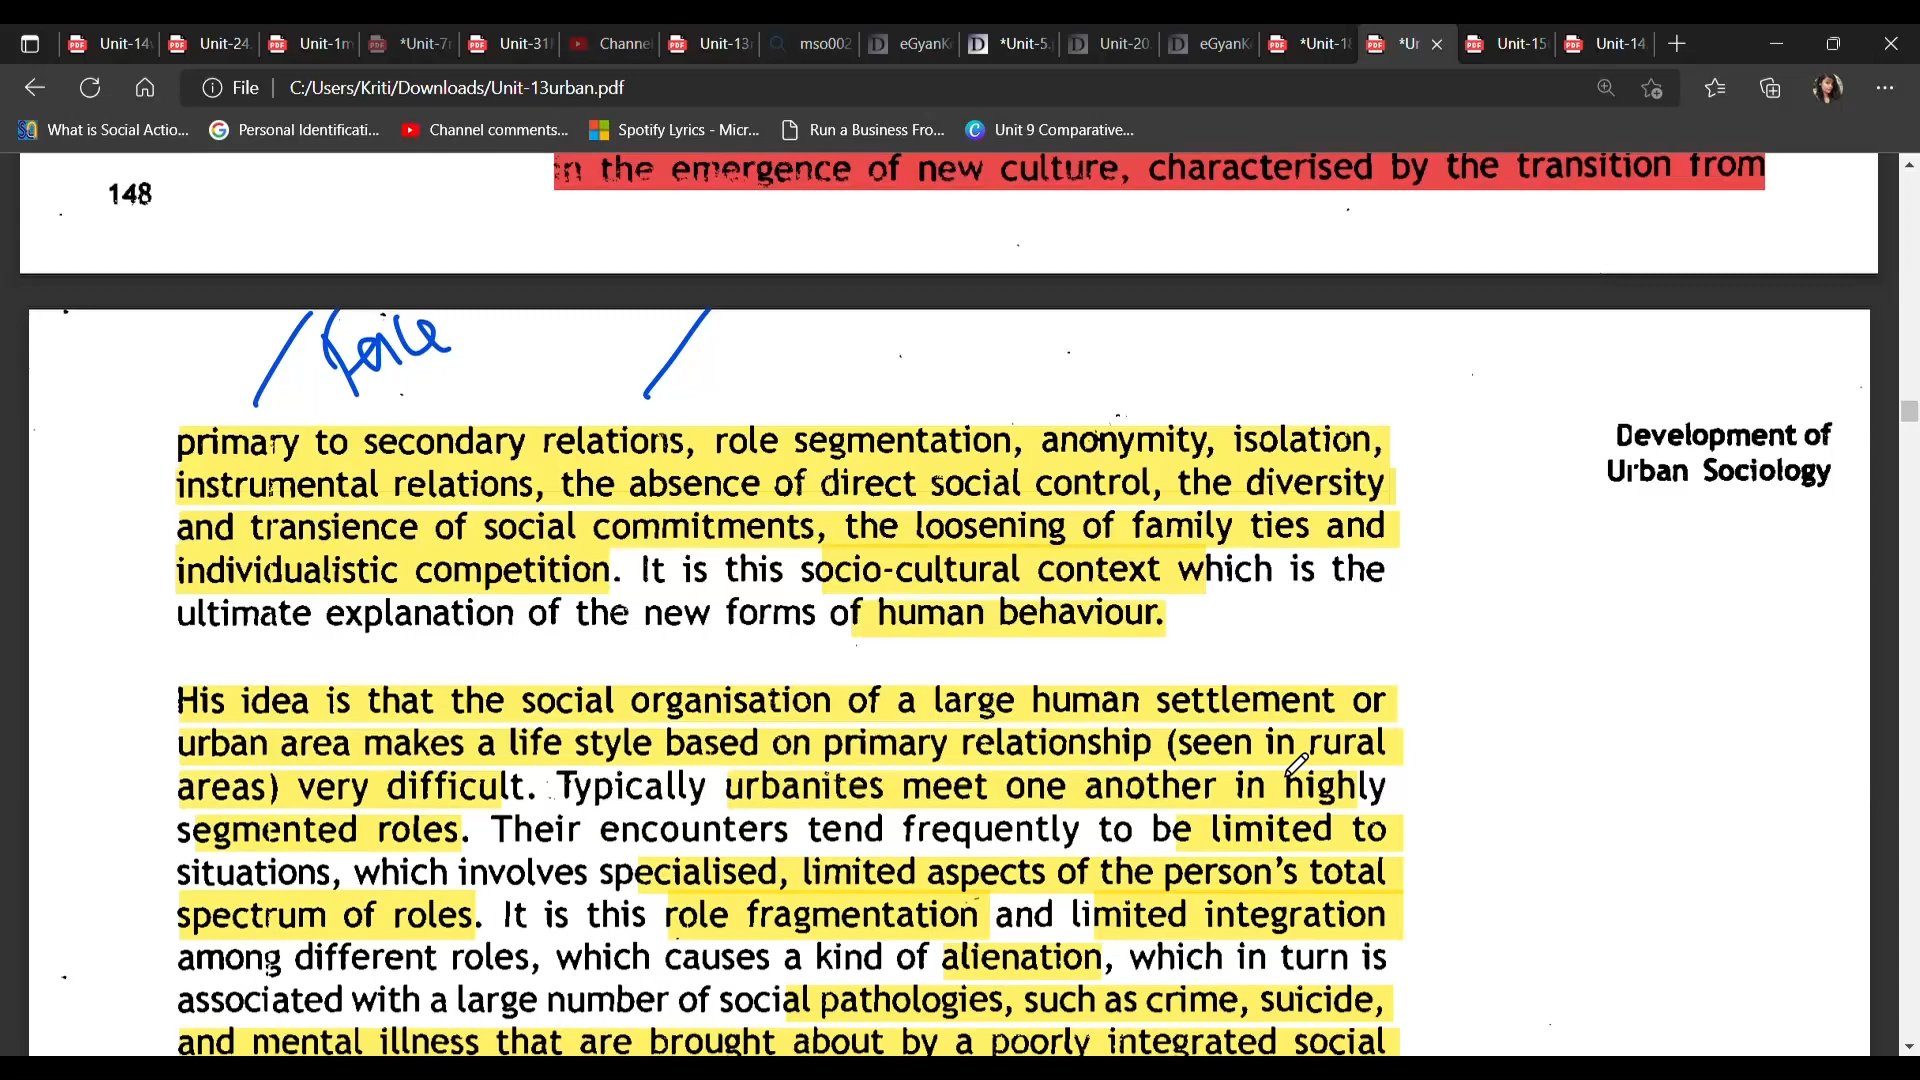 Unit-14
Unit-24.
Unit-1m
*Unit-7r
Unit-31
Channe
Unit-13
mso002
eGyanK
*Unit-5.
Unit-20.
eGyanK
*Unit-18
*Ur
Unit-15
Unit-14.
File
C:/Users/Kriti/Downloads/Unit-13urban.pdf
What is Social Actio...
Personal Identificati...
Channel comments...
Spotify Lyrics - Micr...
Run a Business Fro...
Unit 9 Comparative...
in the emergence of new culture, characterised by the transition from
148
primary to secondary relations, role segmentation, anonymity, isolation,
instrumental relations, the absence of direct social control, the diversity
and transience of social commitments, the loosening of family ties and
individualistic competition. It is this socio-cultural context which is the
ultimate explanation of the new forms of human behaviour.
Development of
Urban Sociology
His idea is that the social organisation of a large human settlement or
urban area makes a life style based on primary relationship (seen in rural
areas) very difficult. Typically urbanites meet one another in highly
segmented roles. Their encounters tend frequently to be limited to
situations, which involves specialised, limited aspects of the person's total
spectrum of roles. It is this role fragmentation and limited integration
among different roles, which causes a kind of alienation, which in turn is
associated with a large number of social pathologies, such as crime, suicide,
and mental illness that are brought about by a poorly integrated social